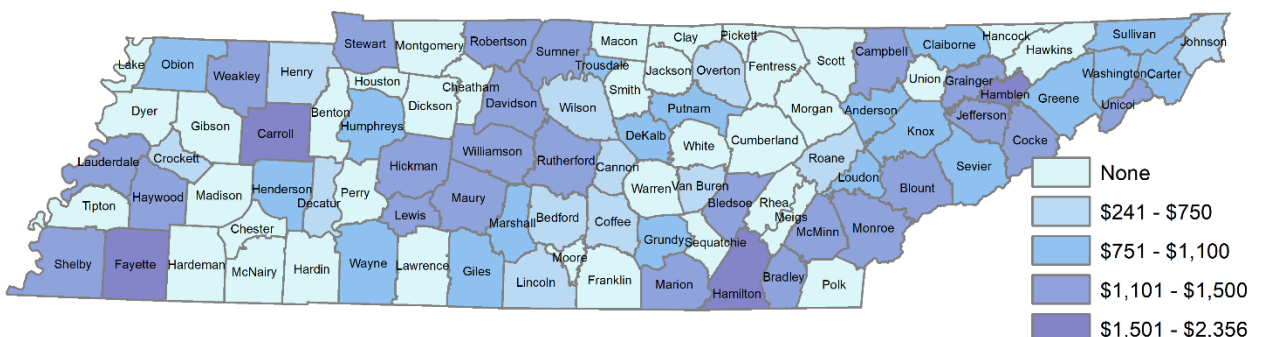 Stewart
Montgomery
Robertson
Sumner
Macon
Clay
Pickett
Campbell
Claiborne
Hancock
Hawkins
Sullivan
Johnson
Lake
Obion
Weakley
Henry
Houston
Cheatham
Trousdale
Smith
Jackson
Overton
Fentress
Scott
Union
Grainger
Hamblen
Greene
Washington
Carter
Unicoi
Dyer
Gibson
Carroll
Benton
Humphreys
Dickson
Davidson
Wilson
Putnam
DeKalb
White
Cumberland
Morgan
Anderson
Knox
Jefferson
Cocke
Lauderdale
Crockett
Haywood
Madison
Henderson
Decatur
Perry
Hickman
Williamson
Rutherford
Cannon
Warren
Van Buren
Bledsoe
Rhea
Meigs
Roane
Loudon
Blount
Sevier
Tipton
Chester
Lewis
Maury
Marshall
Bedford
Coffee
Grundy
Sequatchie
McMinn
Monroe
Shelby
Fayette
Hardeman
McNairy
Hardin
Wayne
Lawrence
Giles
Lincoln
Moore
Franklin
Marion
Hamilton
Bradley
Polk
None
$241 - $750
$751 - $1,100
$1,101 - $1,500
$1,501 - $2,356